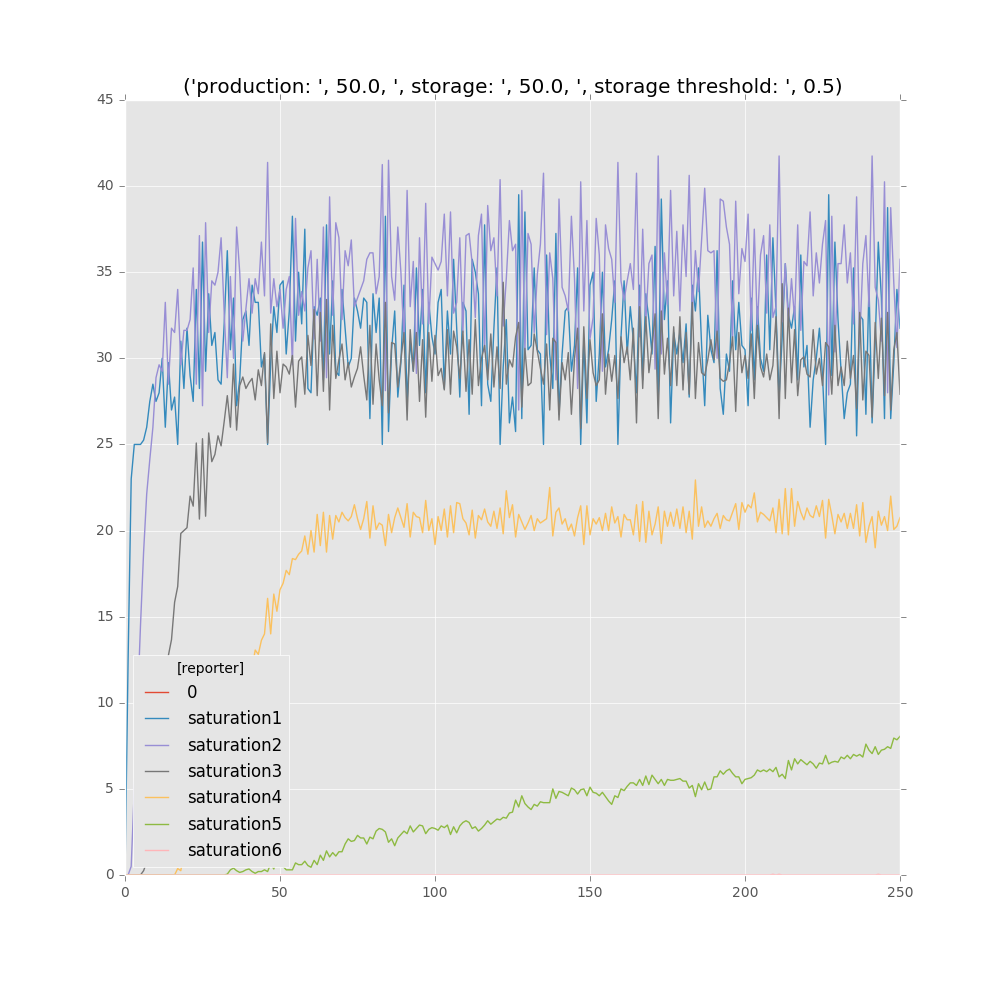 ('production: ', 50.0, ', storage: ', 50.0, ', storage threshold: ', 0.5)
45
40
35
30
25
20
15
10
5
0
[reporter]
0
saturation1
saturation2
saturation3
saturation4
saturation5
saturation6
0 50 100 150 200 250